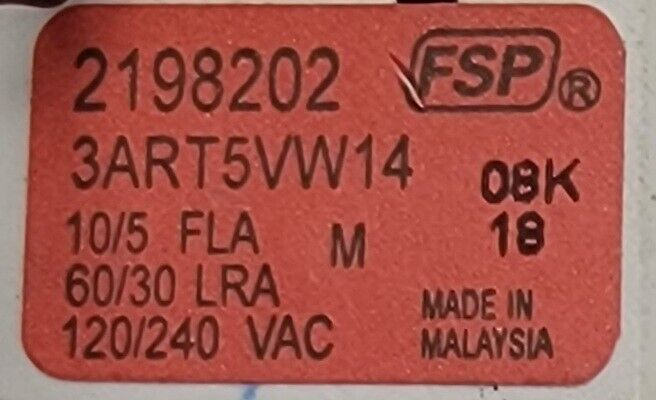 2198202 FSP®
3ART5VW14
08K
10/5 FLA M 18
60/30 LRA
120/240 VAC
MADE IN
MALAYSIA